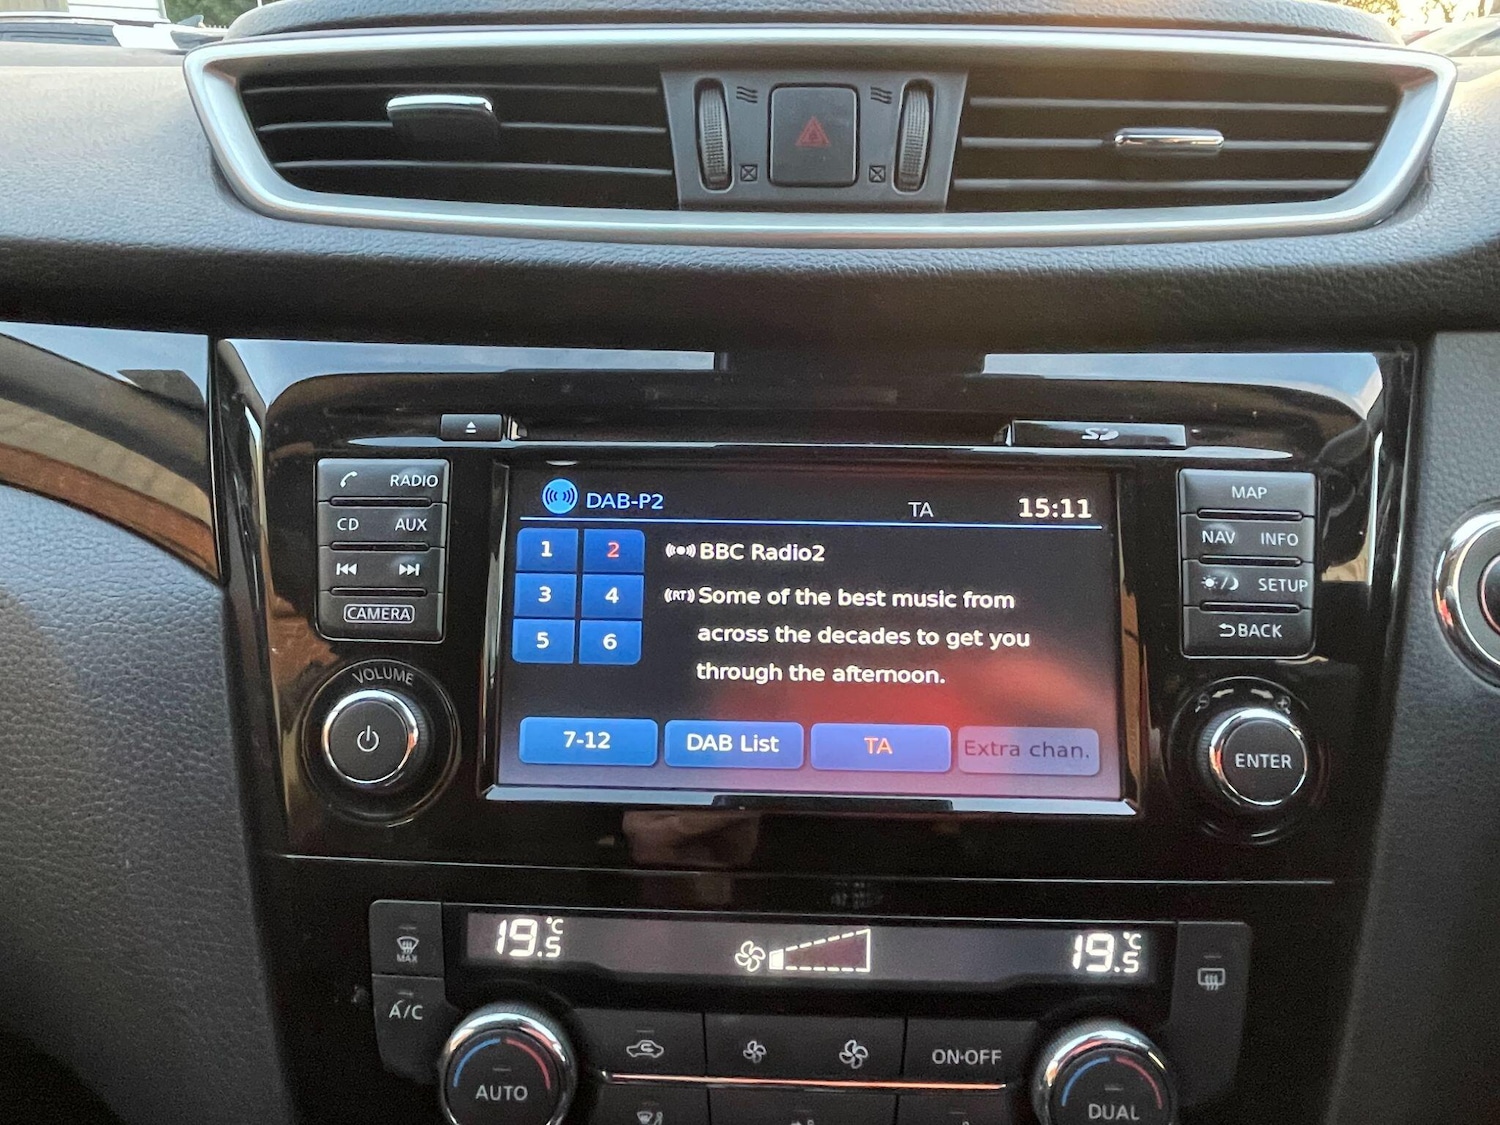 RADIO
CD AUX
CAMERA
VOLUME
SD
DAB-P2 TA 15:11
1 2
3 4
5 6
BBC Radio2
(RT) Some of the best music from
across the decades to get you
through the afternoon.
7-12 DAB List TA Extra chan.
MAP
NAV INFO
SETUP
BACK
ENTER
19.5°C 19.5°C
MAX
A/C
AUTO
ON·OFF
DUAL